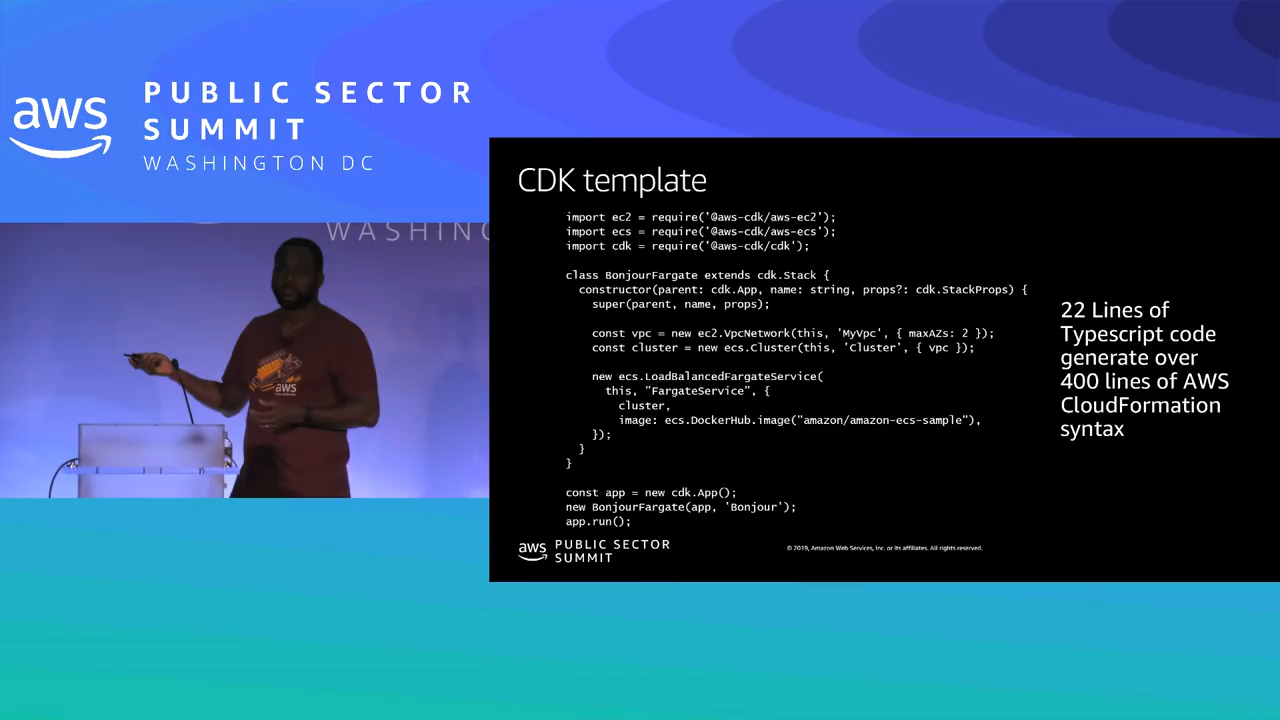 aws
PUBLIC SECTOR
SUMMIT
WASHINGTON DC
WASHING
aws
CDK template
import ec2 = require('@aws-cdk/aws-ec2');
import ecs = require('@aws-cdk/aws-ecs');
import cdk = require('@aws-cdk/cdk');
class BonjourFargate extends cdk.Stack {
constructor(parent: cdk.App, name: string, props?: cdk.StackProps) {
super(parent, name, props);
const vpc = new ec2.VpcNetwork(this, 'MyVpc', { maxAZs: 2 });
const cluster = new ecs.Cluster(this, 'Cluster', { vpc });
new ecs.LoadBalancedFargateService(
this, "FargateService", {
cluster,
image: ecs.DockerHub.image("amazon/amazon-ecs-sample"),
});
}
}
const app = new cdk.App();
new BonjourFargate(app, 'Bonjour');
app.run();
22 Lines of
Typescript code
generate over
400 lines of AWS
CloudFormation
syntax
aws
PUBLIC SECTOR
SUMMIT
© 2019, Amazon Web Services, Inc. or its affiliates. All rights reserved.